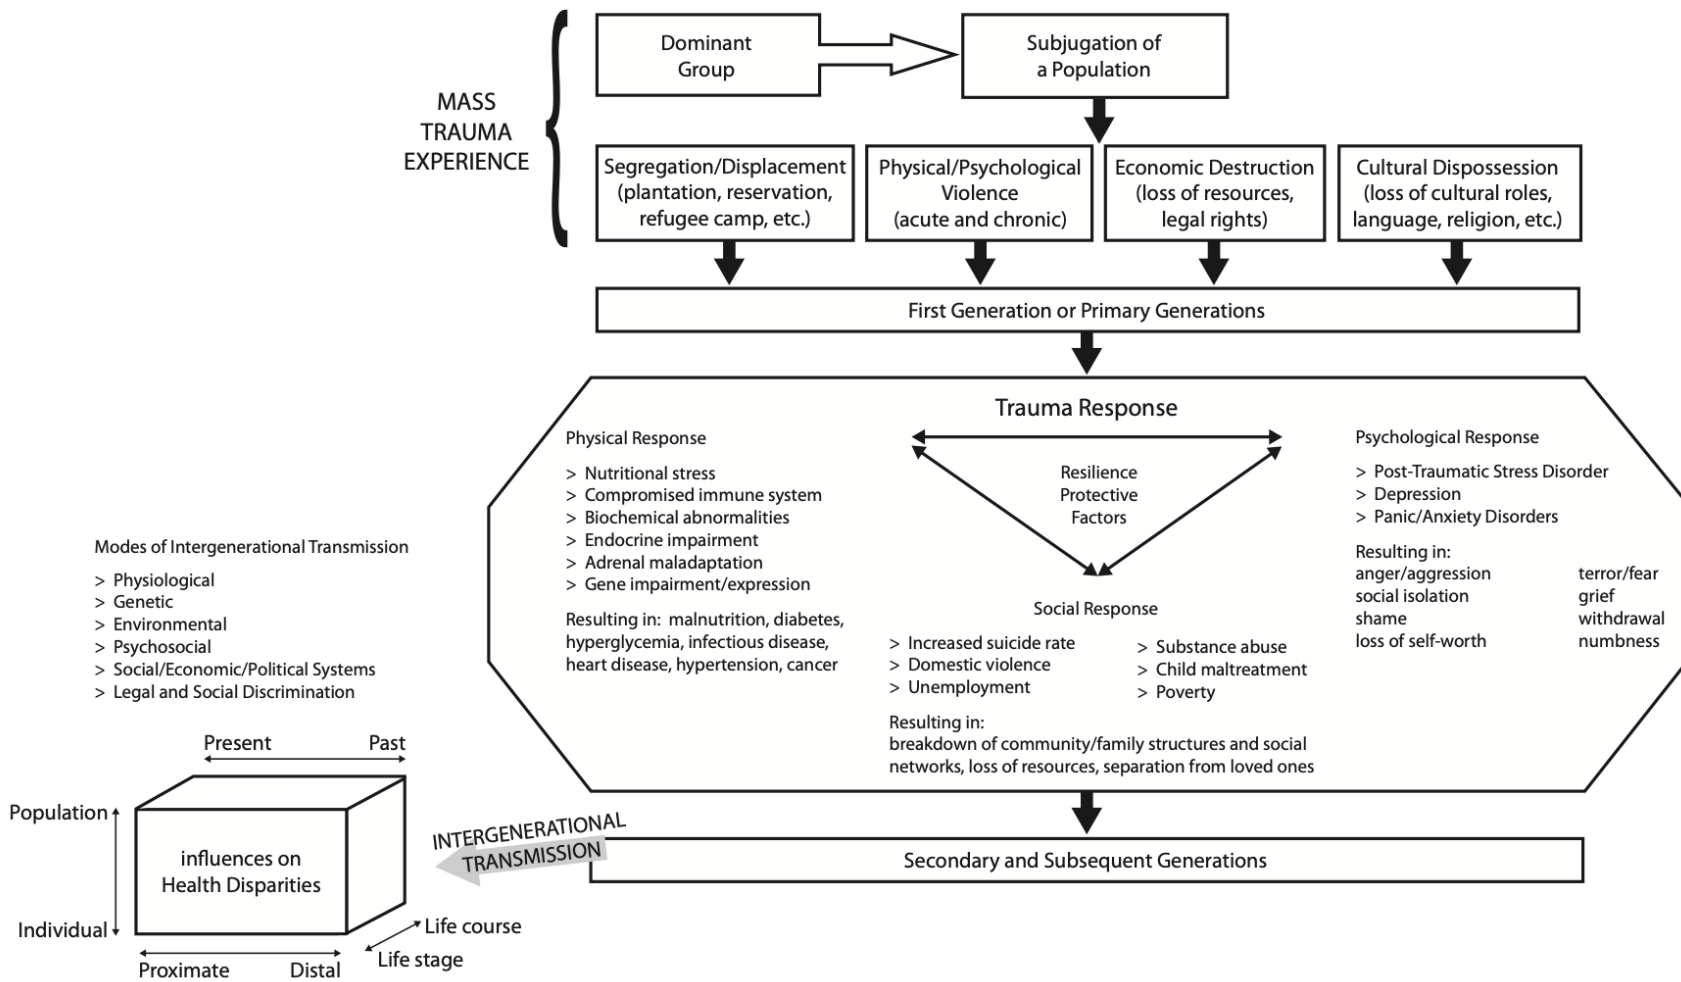 MASS
TRAUMA
EXPERIENCE
Dominant
Group
Subjugation of
a Population
Segregation/Displacement
(plantation, reservation,
refugee camp, etc.)
Physical/Psychological
Violence
(acute and chronic)
Economic Destruction
(loss of resources,
legal rights)
Cultural Dispossession
(loss of cultural roles,
language, religion, etc.)
First Generation or Primary Generations
Trauma Response
Physical Response
> Nutritional stress
> Compromised immune system
> Biochemical abnormalities
> Endocrine impairment
> Adrenal maladaptation
> Gene impairment/expression
Resulting in: malnutrition, diabetes,
hyperglycemia, infectious disease,
heart disease, hypertension, cancer
Resilience
Protective
Factors
Psychological Response
> Post-Traumatic Stress Disorder
> Depression
> Panic/Anxiety Disorders
Resulting in:
anger/aggression
social isolation
shame
loss of self-worth
terror/fear
grief
withdrawal
numbness
Social Response
> Increased suicide rate
> Domestic violence
> Unemployment
> Substance abuse
> Child maltreatment
> Poverty
Resulting in:
breakdown of community/family structures and social
networks, loss of resources, separation from loved ones
Secondary and Subsequent Generations
INTERGENERATIONAL
TRANSMISSION
Modes of Intergenerational Transmission
> Physiological
> Genetic
> Environmental
> Psychosocial
> Social/Economic/Political Systems
> Legal and Social Discrimination
Present Past
Population
influences on
Health Disparities
Individual
Life course
Life stage
Proximate Distal